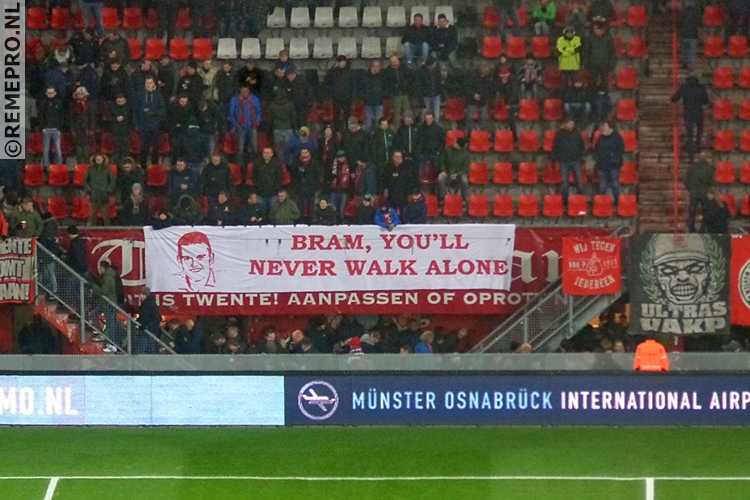 ©REMEPRO.NL
BRAM, YOU'LL
NEVER WALK ALONE
IS TWENTE! AANPASSEN OF OPROT
WIJ TEGEN
VAK-P
IEDEREEN
ULTRAS
VAKP
MO.NL
MÜNSTER OSNABRÜCK INTERNATIONAL AIRP